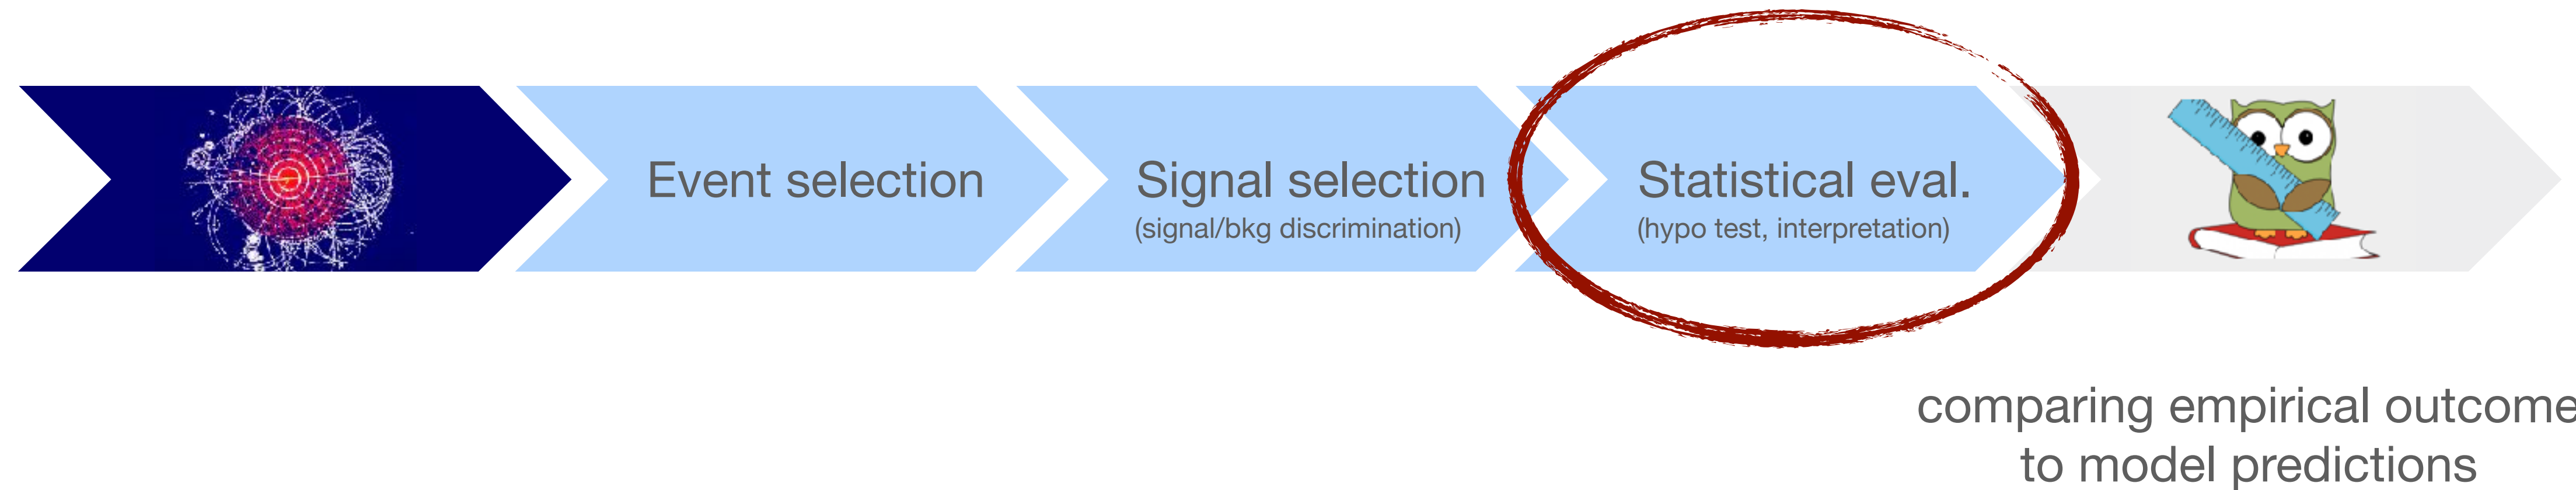 Event selection
Signal selection
(signal/bkg discrimination)
Statistical eval.
(hypo test, interpretation)
comparing empirical outcome
to model predictions